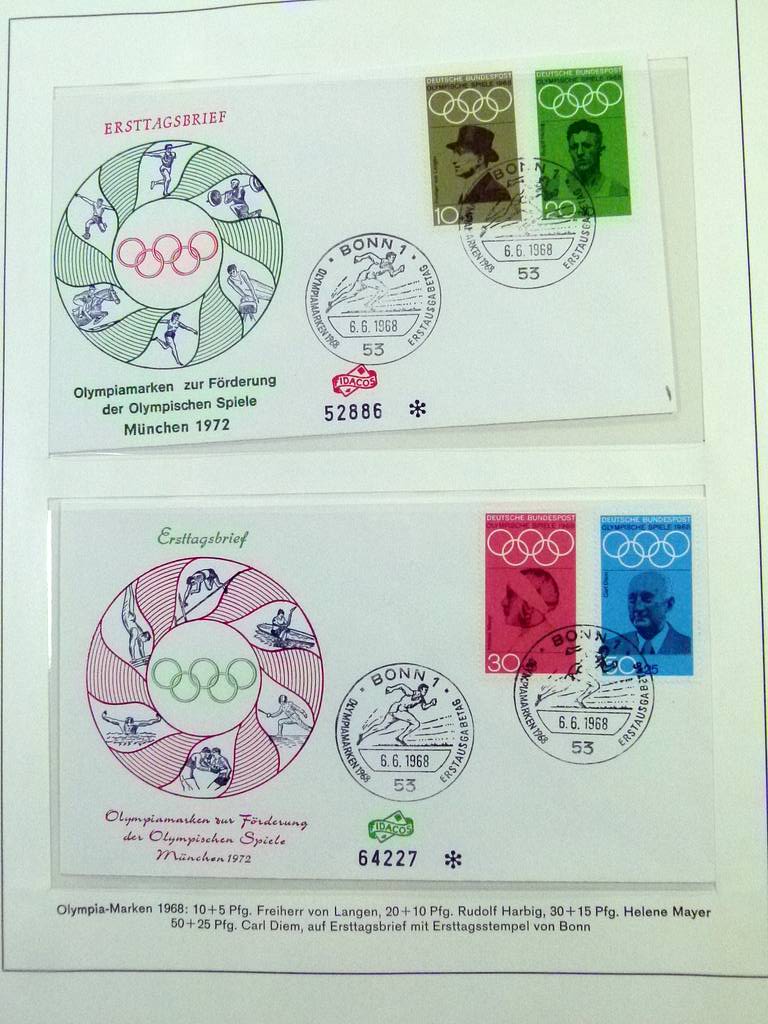 ERSTTAGSBRIEF
Olympiamarken zur Förderung
der Olympischen Spiele
München 1972
DEUTSCHE BUNDESPOST
OLYMPISCHE SPIELE 1968
10
DEUTSCHE BUNDESPOST
OLYMPISCHE SPIELE 1968
20
BONN 1
OLYMPIAMARKEN 1968
ERSTAUSGABETAG
6.6.1968
53
BONN 1
OLYMPIAMARKEN 1968
ERSTAUSGABETAG
6.6.1968
53
FIDACOS
52886 *
Ersttagsbrief
Olympiamarken zur Förderung
der Olympischen Spiele
München 1972
DEUTSCHE BUNDESPOST
OLYMPISCHE SPIELE 1968
30
DEUTSCHE BUNDESPOST
OLYMPISCHE SPIELE 1968
Carl Diem
50+25
BONN 1
OLYMPIAMARKEN 1968
ERSTAUSGABETAG
6.6.1968
53
BONN 1
OLYMPIAMARKEN 1968
ERSTAUSGABETAG
6.6.1968
53
FIDACOS
64227 *
Olympia-Marken 1968: 10+5 Pfg. Freiherr von Langen, 20+10 Pfg. Rudolf Harbig, 30+15 Pfg. Helene Mayer
50+25 Pfg. Carl Diem, auf Ersttagsbrief mit Ersttagsstempel von Bonn